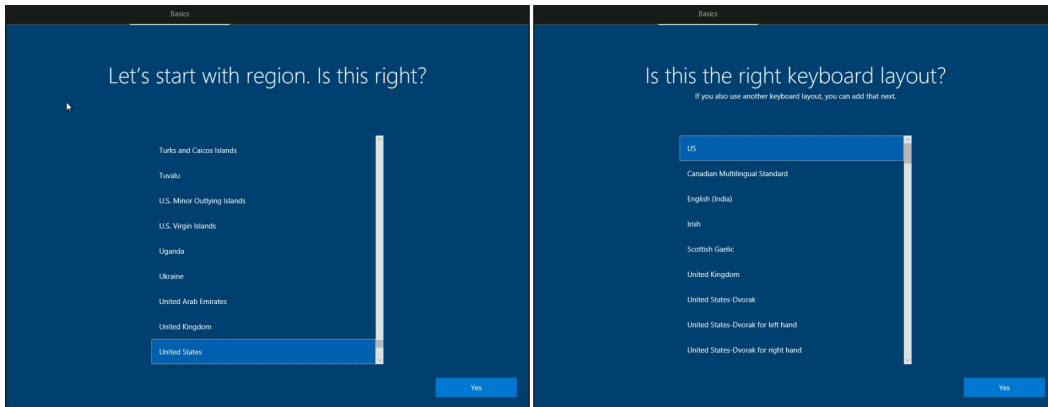 Basics
Let's start with region. Is this right?
Turks and Caicos Islands
Tuvalu
U.S. Minor Outlying Islands
U.S. Virgin Islands
Uganda
Ukraine
United Arab Emirates
United Kingdom
United States
Yes
Basics
Is this the right keyboard layout?
If you also use another keyboard layout, you can add that next.
US
Canadian Multilingual Standard
English (India)
Irish
Scottish Gaelic
United Kingdom
United States-Dvorak
United States-Dvorak for left hand
United States-Dvorak for right hand
Yes